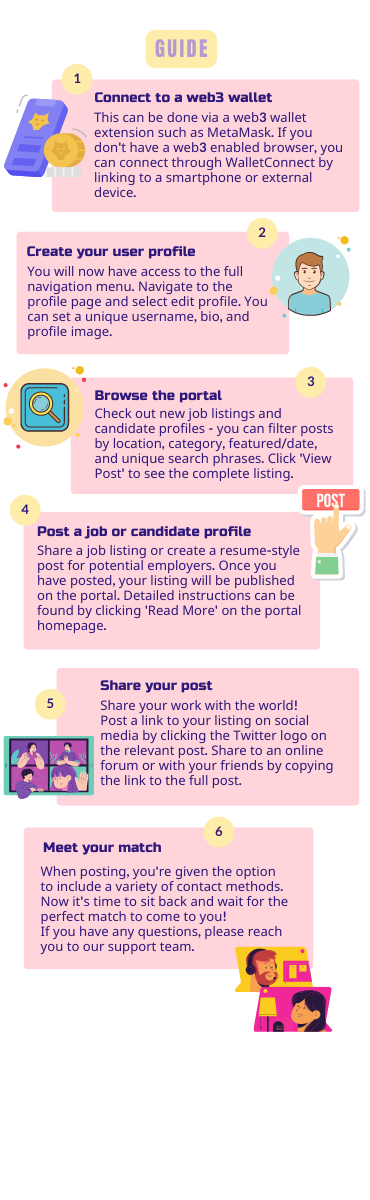 GUIDE
1
Connect to a web3 wallet
This can be done via a web3 wallet
extension such as MetaMask. If you
don't have a web3 enabled browser, you
can connect through WalletConnect by
linking to a smartphone or external
device.
2
Create your user profile
You will now have access to the full
navigation menu. Navigate to the
profile page and select edit profile. You
can set a unique username, bio, and
profile image.
3
Browse the portal
Check out new job listings and
candidate profiles - you can filter posts
by location, category, featured/date,
and unique search phrases. Click 'View
Post' to see the complete listing.
POST
4
Post a job or candidate profile
Share a job listing or create a resume-style
post for potential employers. Once you
have posted, your listing will be published
on the portal. Detailed instructions can be
found by clicking 'Read More' on the portal
homepage.
5
Share your post
Share your work with the world!
Post a link to your listing on social
media by clicking the Twitter logo on
the relevant post. Share to an online
forum or with your friends by copying
the link to the full post.
6
Meet your match
When posting, you're given the option
to include a variety of contact methods.
Now it's time to sit back and wait for the
perfect match to come to you!
If you have any questions, please reach
you to our support team.